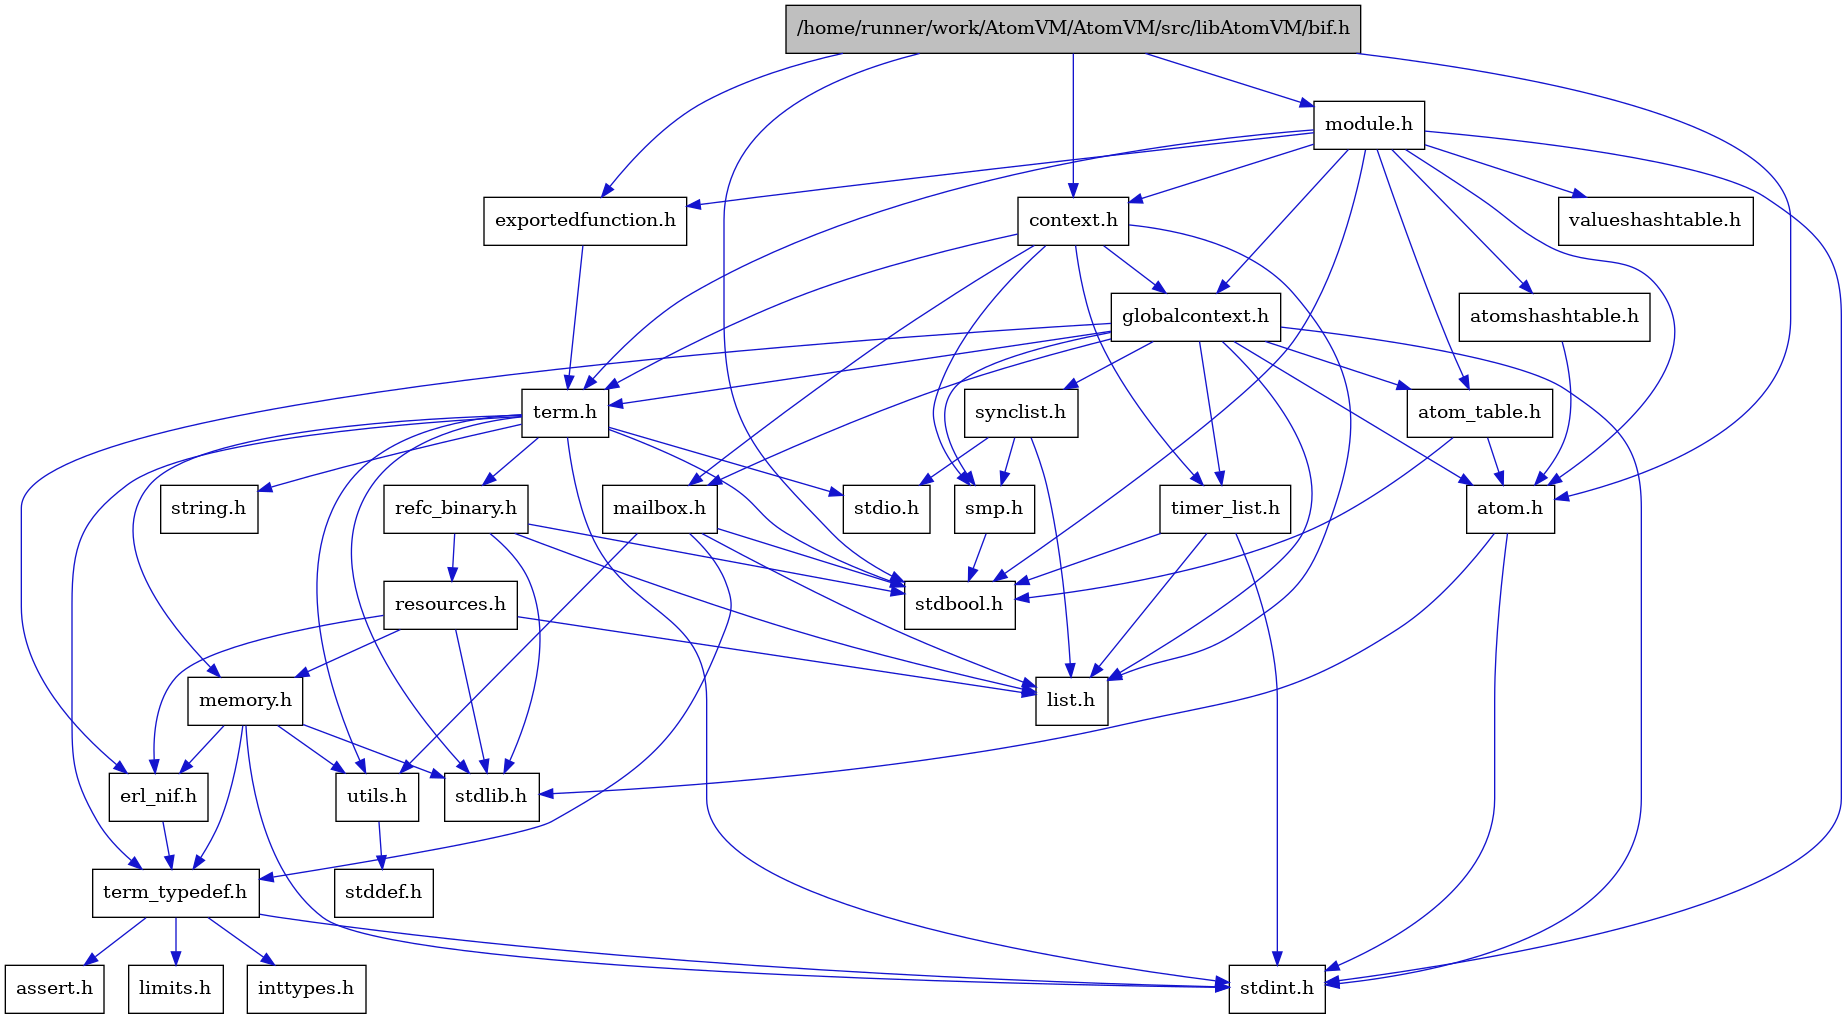 /home/runner/work/AtomVM/AtomVM/src/libAtomVM/bif.h
module.h
exportedfunction.h
context.h
valueshashtable.h
globalcontext.h
atomshashtable.h
term.h
synclist.h
atom_table.h
string.h
refc_binary.h
mailbox.h
stdio.h
smp.h
timer_list.h
atom.h
resources.h
stdbool.h
memory.h
list.h
erl_nif.h
utils.h
stdlib.h
term_typedef.h
stddef.h
assert.h
limits.h
inttypes.h
stdint.h